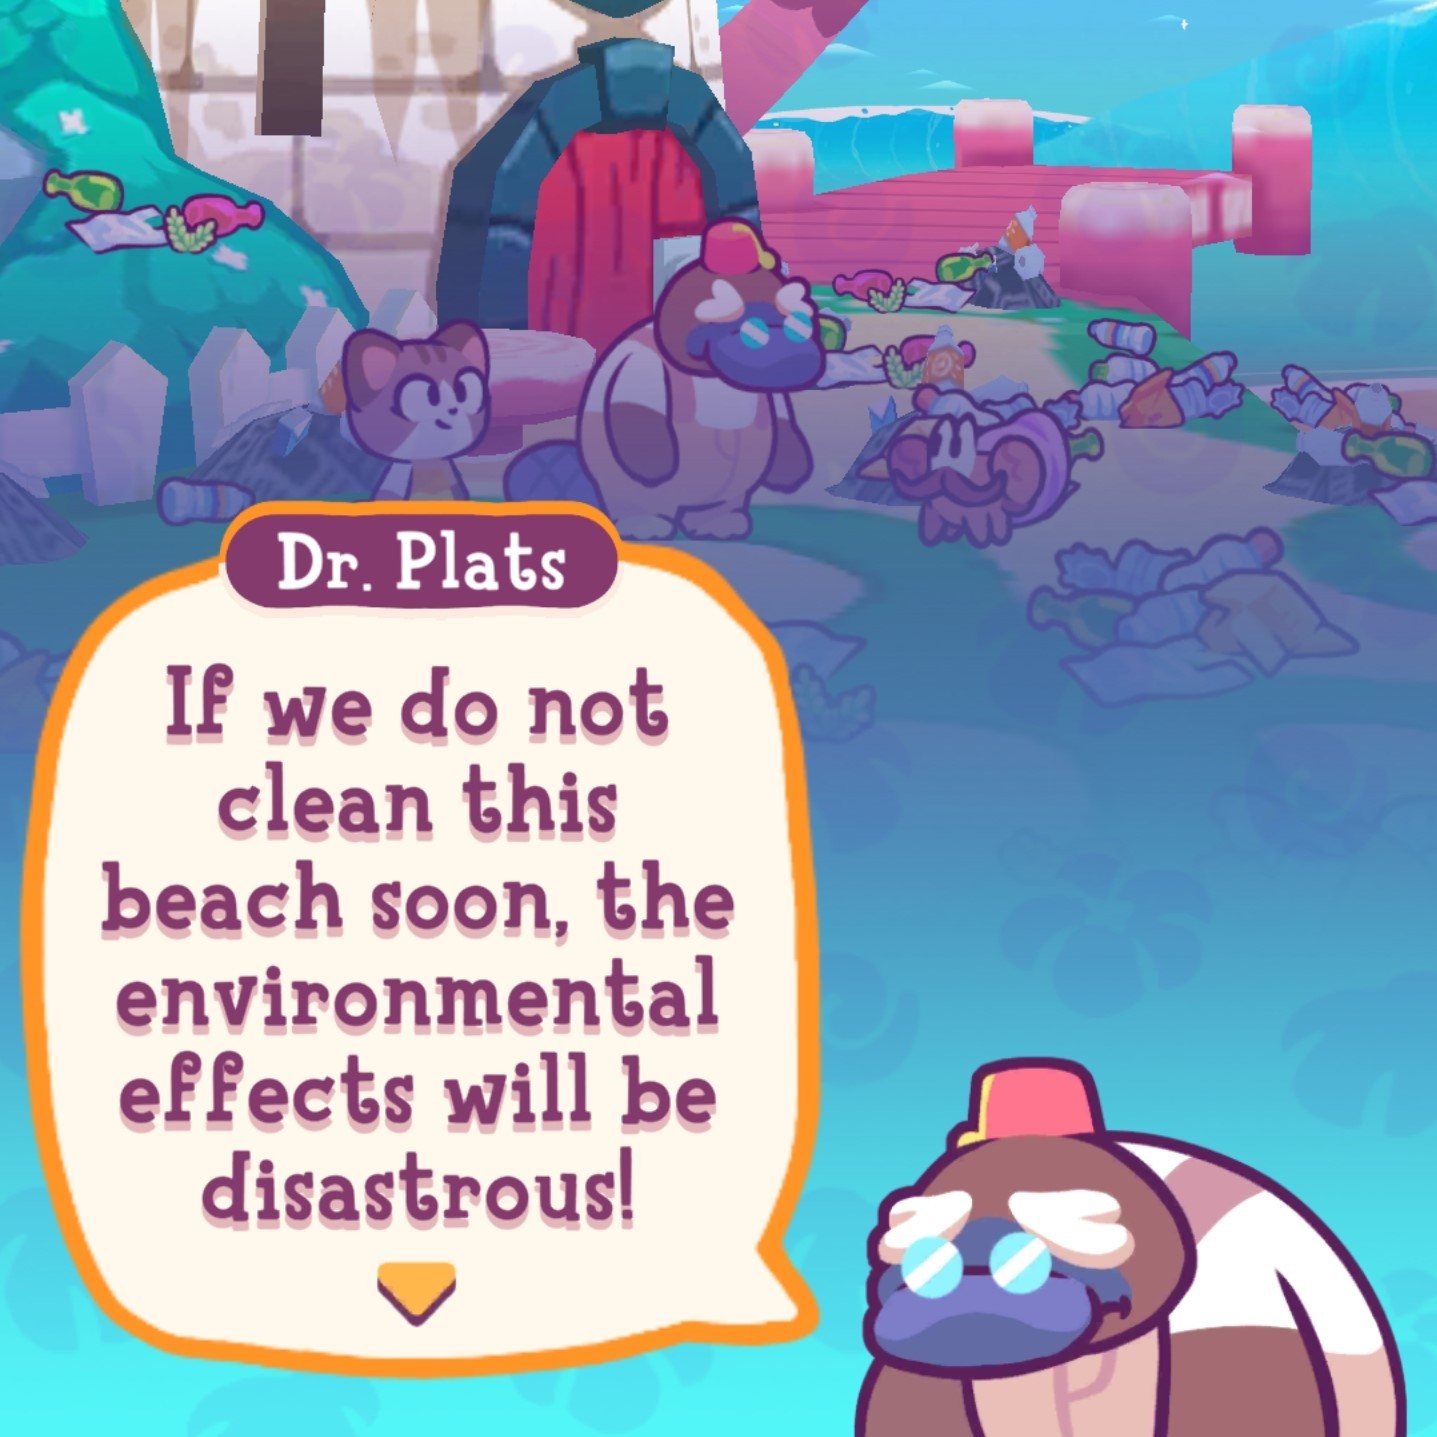 Dr. Plats
If we do not
clean this
beach soon, the
environmental
effects will be
disastrous!